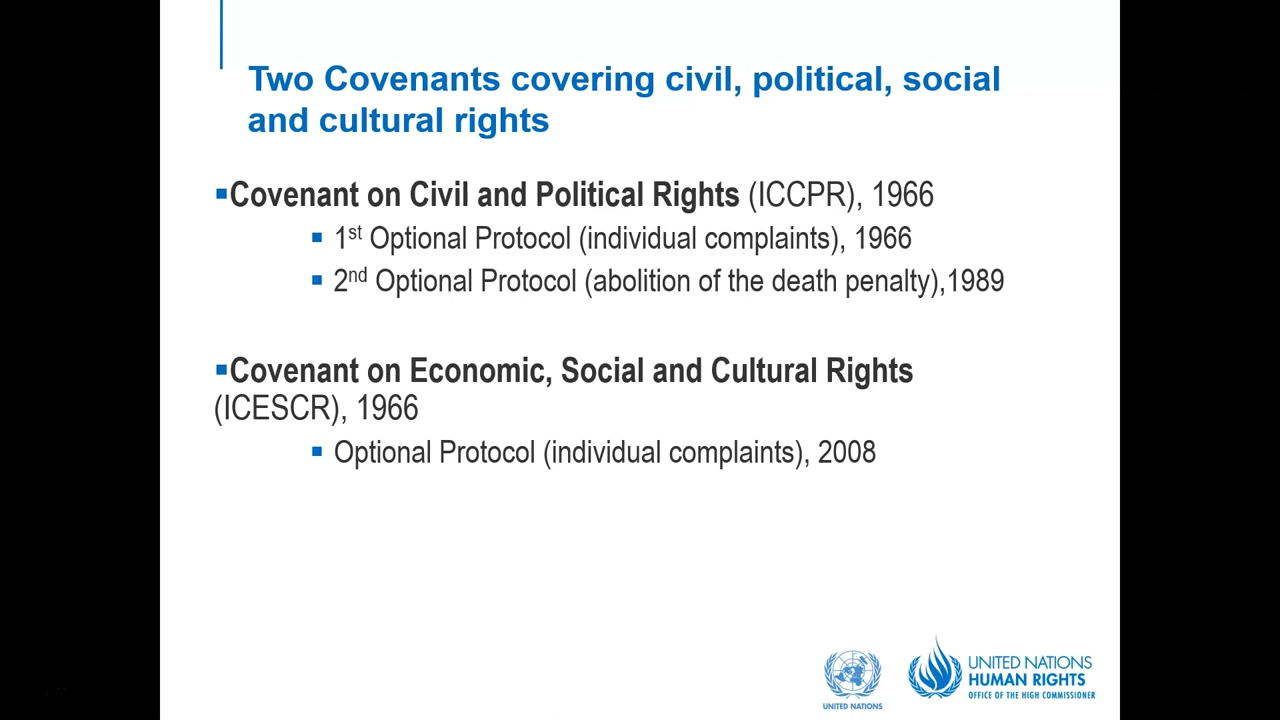 Two Covenants covering civil, political, social
and cultural rights
▪Covenant on Civil and Political Rights (ICCPR), 1966
▪ 1st Optional Protocol (individual complaints), 1966
▪ 2nd Optional Protocol (abolition of the death penalty),1989
▪Covenant on Economic, Social and Cultural Rights
(ICESCR), 1966
▪ Optional Protocol (individual complaints), 2008
UNITED NATIONS
UNITED NATIONS
HUMAN RIGHTS
OFFICE OF THE HIGH COMMISSIONER